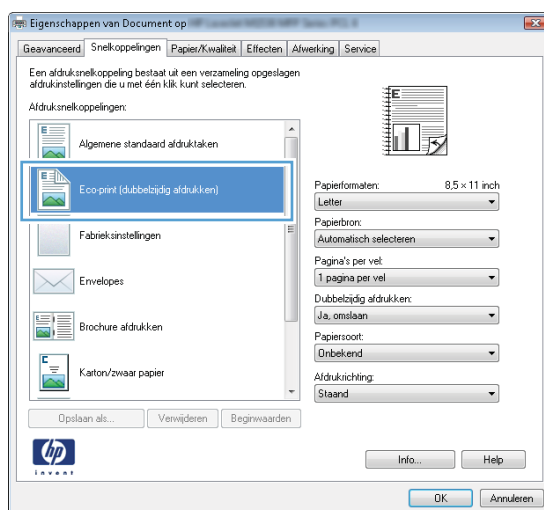 Eigenschappen van Document op
Geavanceerd Snelkoppelingen Papier/Kwaliteit Effecten Afwerking Service
Een afdruksnelkoppeling bestaat uit een verzameling opgeslagen
afdrukinstellingen die u met één klik kunt selecteren.
Afdruksnelkoppelingen:
Algemene standaard afdruktaken
Eco-print (dubbelzijdig afdrukken)
Fabrieksinstellingen
Envelopes
Brochure afdrukken
Karton/zwaar papier
Opslaan als... Verwijderen Beginwaarden
Papierformaten: 8,5 × 11 inch
Letter
Papierbron:
Automatisch selecteren
Pagina's per vel:
1 pagina per vel
Dubbelzijdig afdrukken:
Ja, omslaan
Papiersoort:
Onbekend
Afdrukrichting:
Staand
hp
invent
Info... Help
OK Annuleren